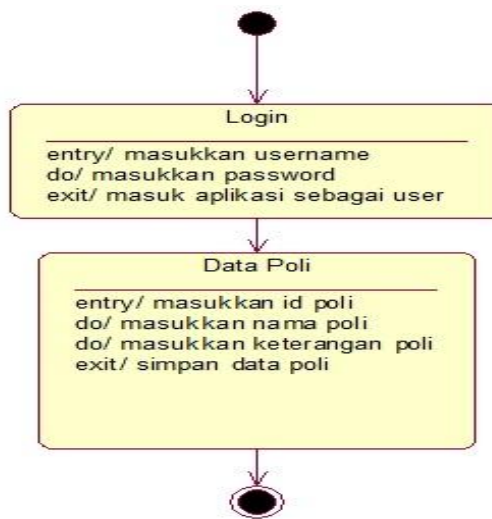 Login
entry/ masukkan username
do/ masukkan password
exit/ masuk aplikasi sebagai user
Data Poli
entry/ masukkan id poli
do/ masukkan nama poli
do/ masukkan keterangan poli
exit/ simpan data poli